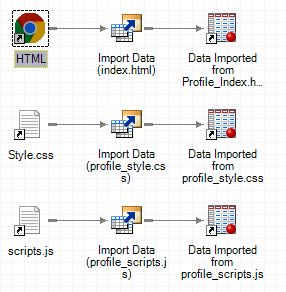 HTML
Import Data
(index.html)
Data Imported
from
Profile_Index.h...
Style.css
Import Data
(profile_style.cs
s)
Data Imported
from
profile_style.css
scripts.js
Import Data
(profile_scripts.j
s)
Data Imported
from
profile_scripts.js